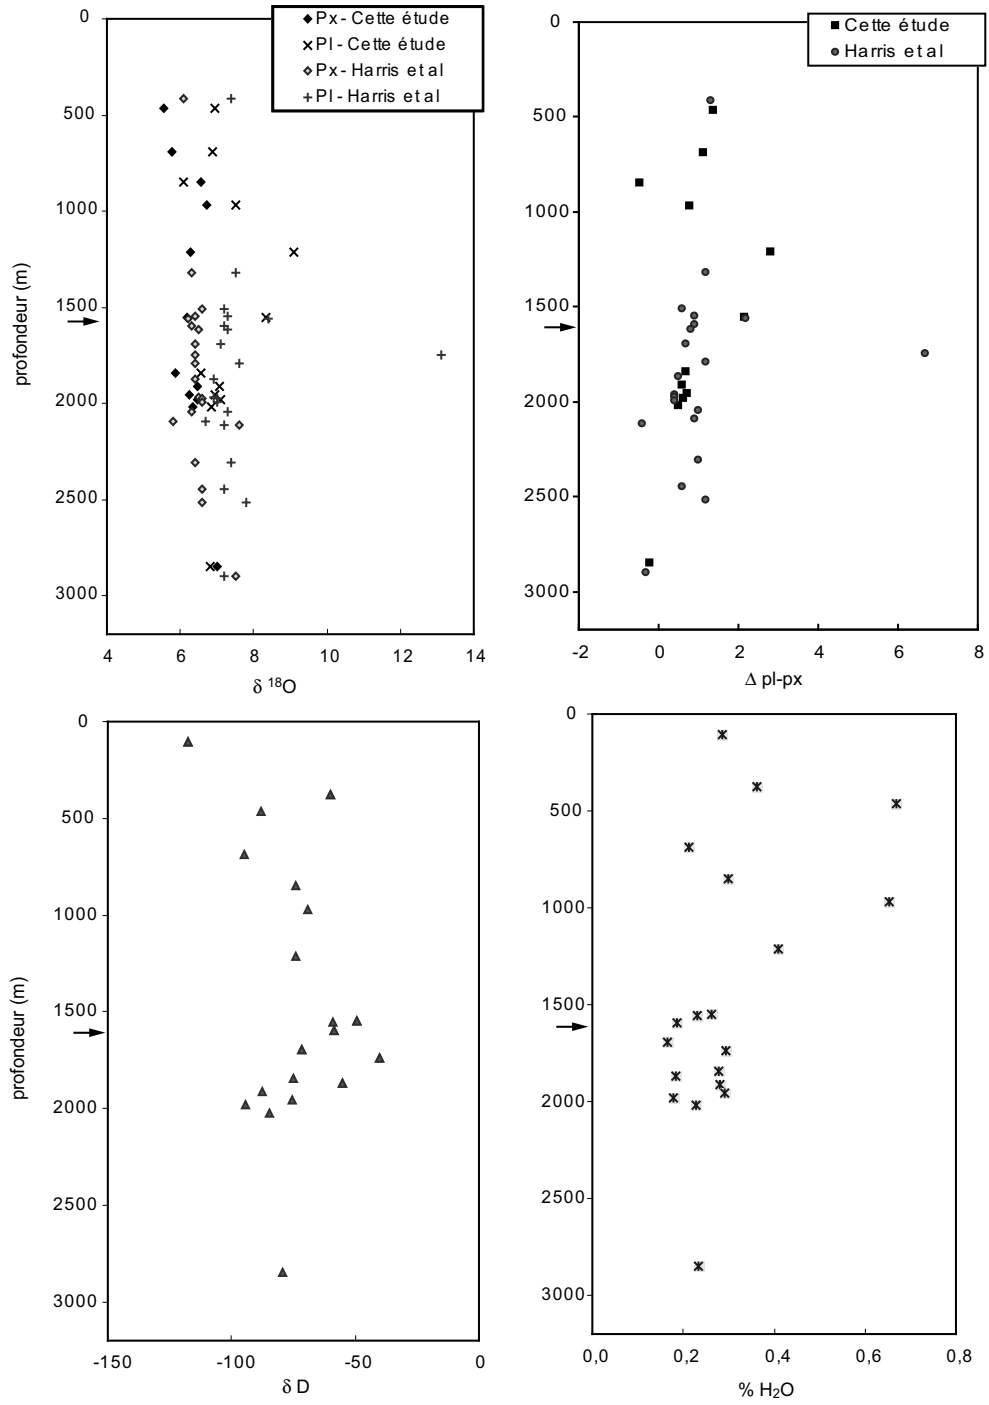 Px - Cette étude
Pl - Cette étude
Px - Harris et al
Pl - Harris et al
0
500
1000
1500
2000
2500
3000
profondeur (m)
4 6 8 10 12 14
δ 18O
Cette étude
Harris et al
0
500
1000
1500
2000
2500
3000
-2 0 2 4 6 8
Δ pl-px
0
500
1000
1500
2000
2500
3000
profondeur (m)
-150 -100 -50 0
δ D
0
500
1000
1500
2000
2500
3000
0,0 0,2 0,4 0,6 0,8
% H2O